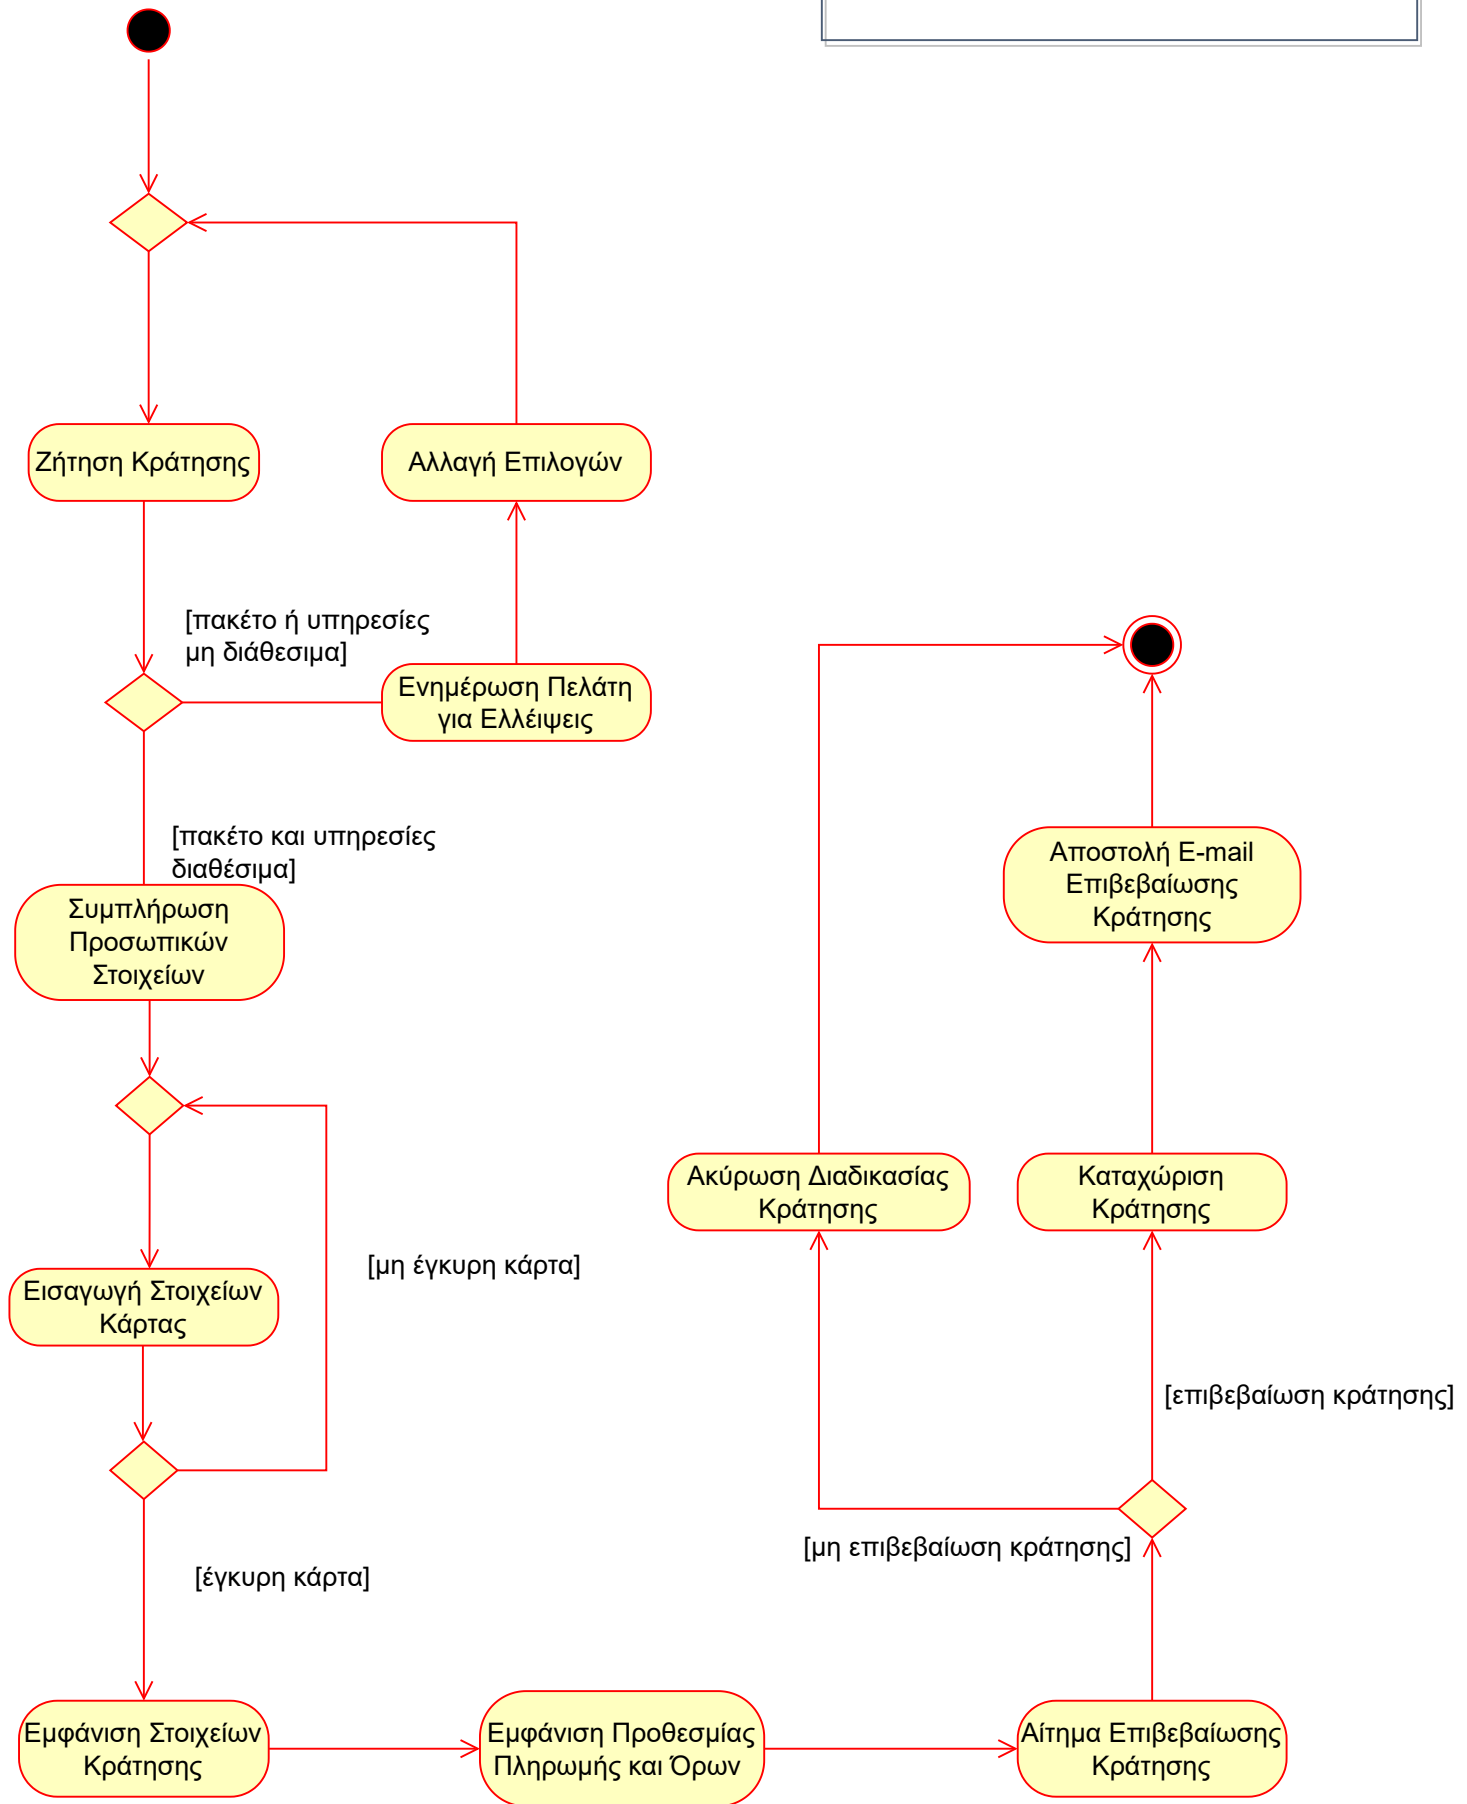 Ζήτηση Κράτησης
Αλλαγή Επιλογών
[πακέτο ή υπηρεσίες
μη διάθεσιμα]
Ενημέρωση Πελάτη
για Ελλέιψεις
[πακέτο και υπηρεσίες
διαθέσιμα]
Συμπλήρωση
Προσωπικών
Στοιχείων
Αποστολή E-mail
Επιβεβαίωσης
Κράτησης
Ακύρωση Διαδικασίας
Κράτησης
Καταχώριση
Κράτησης
[μη έγκυρη κάρτα]
Εισαγωγή Στοιχείων
Κάρτας
[επιβεβαίωση κράτησης]
[μη επιβεβαίωση κράτησης]
[έγκυρη κάρτα]
Εμφάνιση Στοιχείων
Κράτησης
Εμφάνιση Προθεσμίας
Πληρωμής και Όρων
Αίτημα Επιβεβαίωσης
Κράτησης